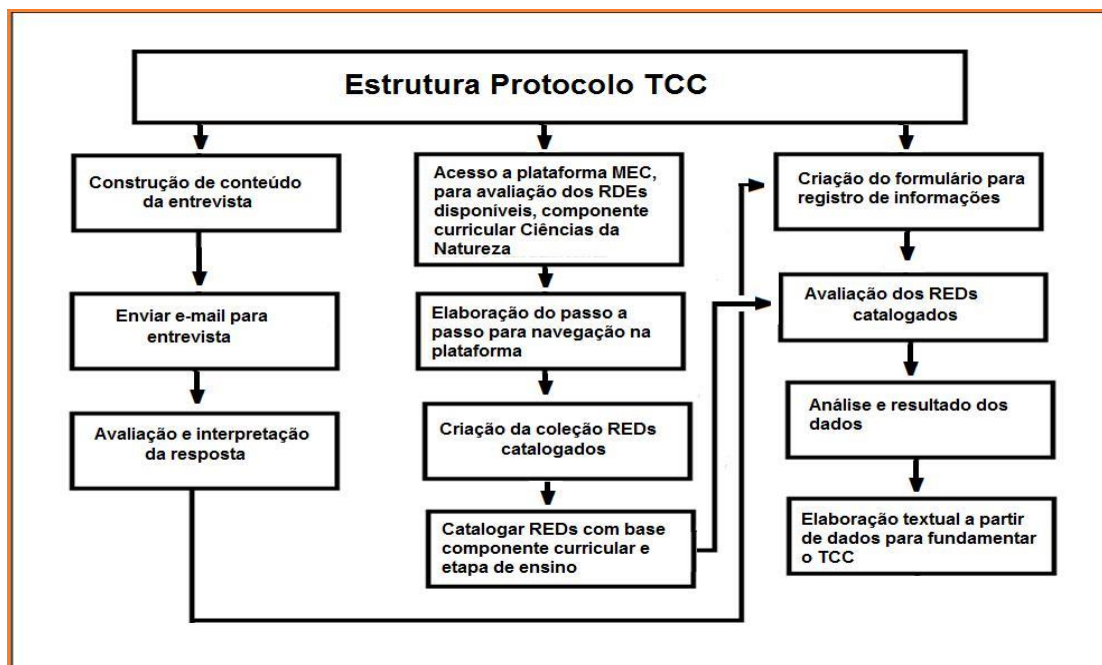 Estrutura Protocolo TCC
Construção de conteúdo
da entrevista
Enviar e-mail para
entrevista
Avaliação e interpretação
da resposta
Acesso a plataforma MEC,
para avaliação dos RDEs
disponíveis, componente
curricular Ciências da
Natureza
Elaboração do passo a
passo para navegação na
plataforma
Criação da coleção REDs
catalogados
Catalogar REDs com base
componente curricular e
etapa de ensino
Criação do formulário para
registro de informações
Avaliação dos REDs
catalogados
Análise e resultado dos
dados
Elaboração textual a partir
de dados para fundamentar
o TCC